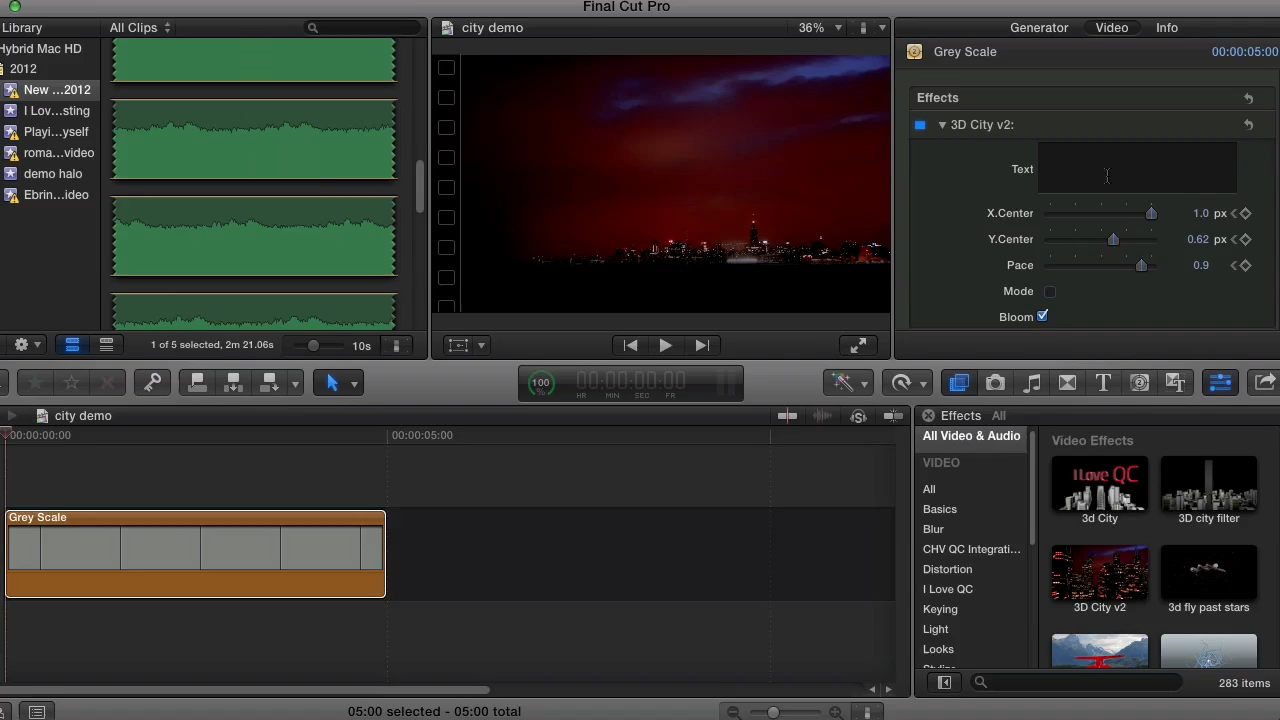 Final Cut Pro
Library
All Clips
city demo
36%
Generator
Video
Info
Hybrid Mac HD
2012
New ...2012
I Lov...sting
Playi...yself
roma...video
demo halo
Ebrin...ideo
Grey Scale
00:00:05:00
Effects
3D City v2:
Text
X.Center
1.0 px
Y.Center
0.62 px
Pace
0.9
Mode
Bloom
1 of 5 selected, 2m 21.06s
10s
100
%
00:00:00:00
HR MIN SEC FR
city demo
00:00:00:00
00:00:05:00
Grey Scale
Effects All
All Video & Audio
VIDEO
All
Basics
Blur
CHV QC Integrati...
Distortion
I Love QC
Keying
Light
Looks
Video Effects
I Love QC
3d City
3D city filter
3D City v2
3d fly past stars
283 items
05:00 selected - 05:00 total